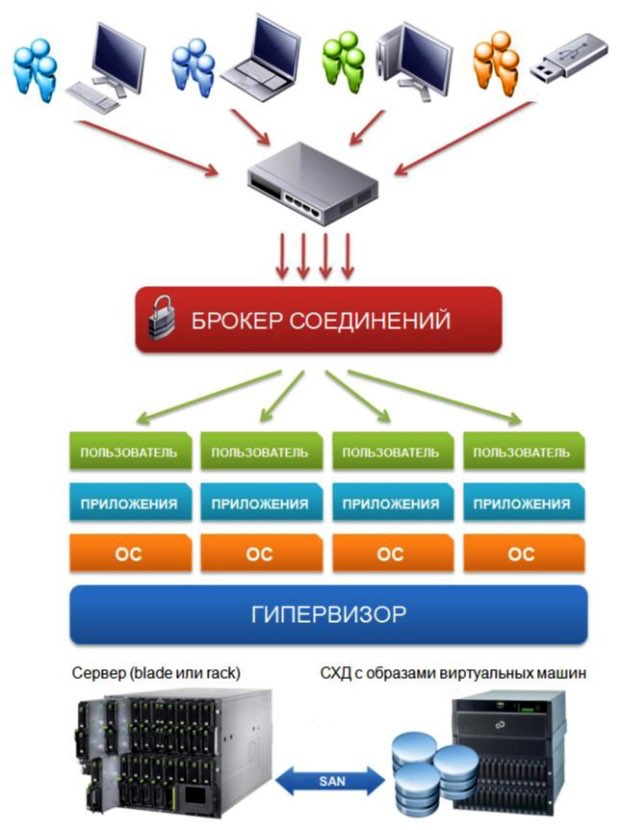 БРОКЕР СОЕДИНЕНИЙ
ПОЛЬЗОВАТЕЛЬ ПОЛЬЗОВАТЕЛЬ ПОЛЬЗОВАТЕЛЬ ПОЛЬЗОВАТЕЛЬ
ПРИЛОЖЕНИЯ ПРИЛОЖЕНИЯ ПРИЛОЖЕНИЯ ПРИЛОЖЕНИЯ
ОС ОС ОС ОС
ГИПЕРВИЗОР
Сервер (blade или rack) СХД с образами виртуальных машин
SAN